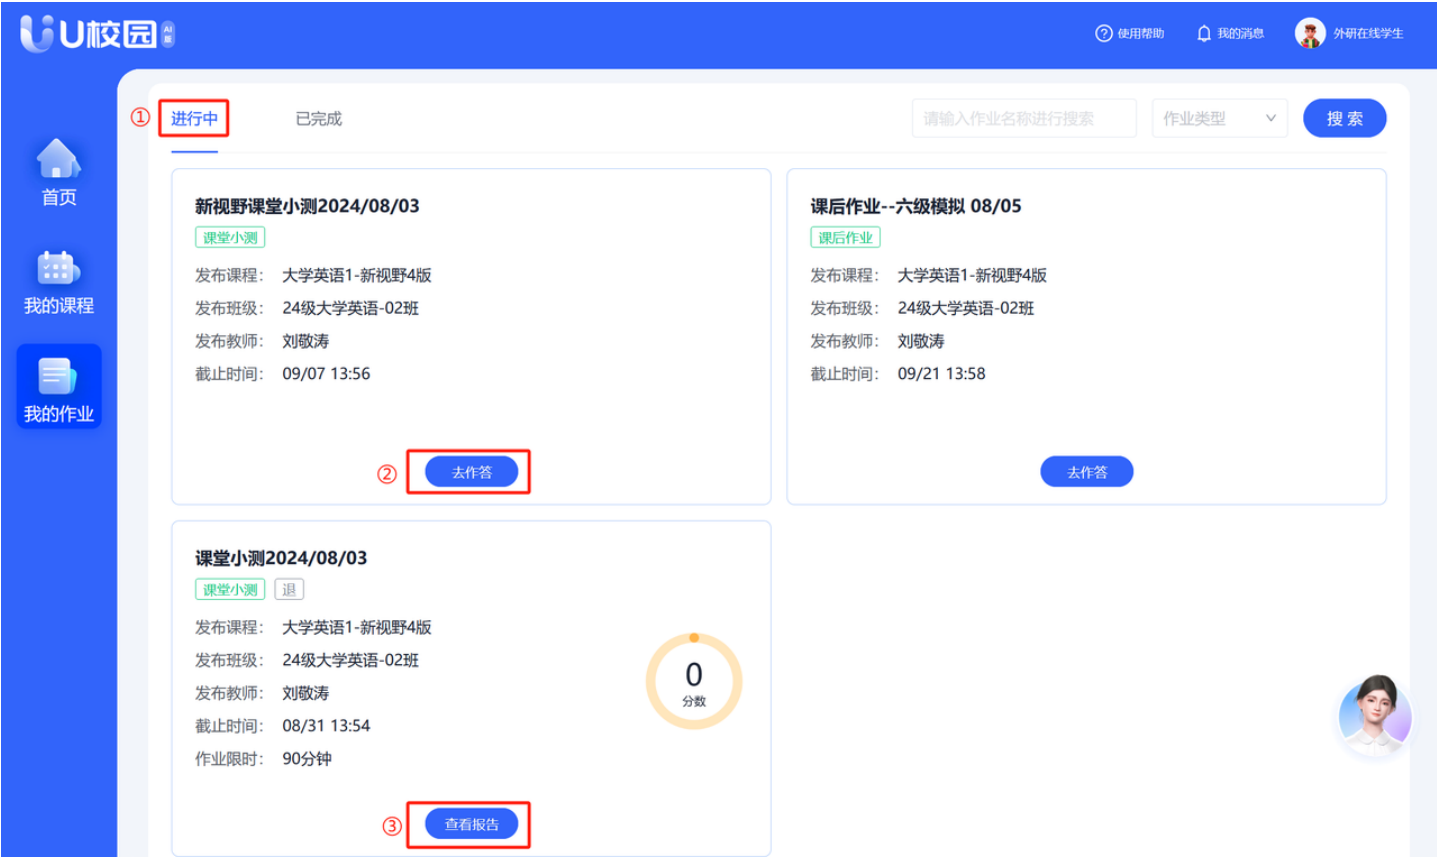 U校园 AI版
使用帮助
我的消息
外研在线学生
首页
我的课程
我的作业
① 进行中
已完成
请输入作业名称进行搜索
作业类型
搜索
新视野课堂小测2024/08/03
课堂小测
发布课程： 大学英语1-新视野4版
发布班级： 24级大学英语-02班
发布教师： 刘敬涛
截止时间： 09/07 13:56
② 去作答
课后作业--六级模拟 08/05
课后作业
发布课程： 大学英语1-新视野4版
发布班级： 24级大学英语-02班
发布教师： 刘敬涛
截止时间： 09/21 13:58
去作答
课堂小测2024/08/03
课堂小测 退
发布课程： 大学英语1-新视野4版
发布班级： 24级大学英语-02班
发布教师： 刘敬涛
截止时间： 08/31 13:54
作业限时： 90分钟
0
分数
③ 查看报告